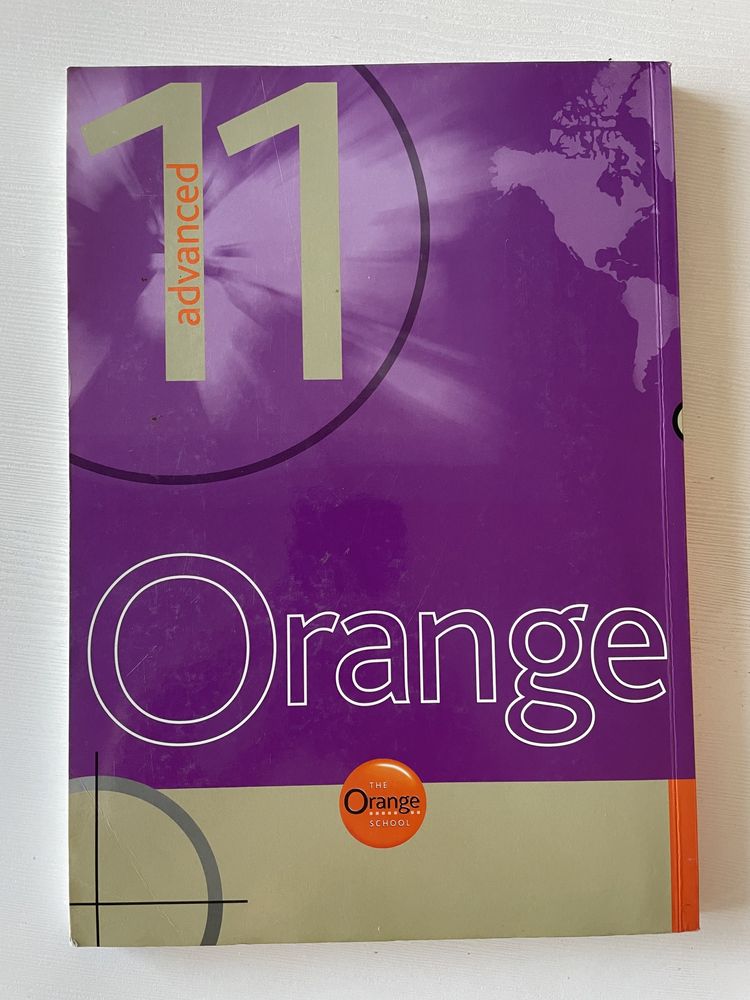 11
advanced
Orange
THE
Orange
SCHOOL